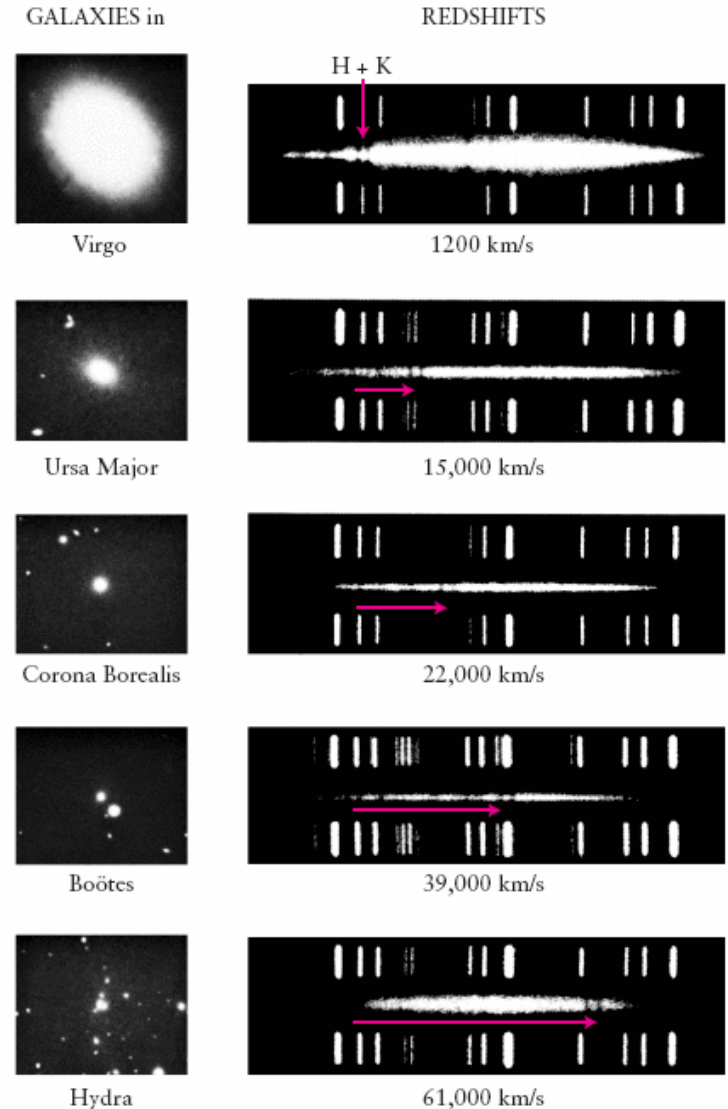 GALAXIES in REDSHIFTS
H + K
Virgo 1200 km/s
Ursa Major 15,000 km/s
Corona Borealis 22,000 km/s
Boötes 39,000 km/s
Hydra 61,000 km/s